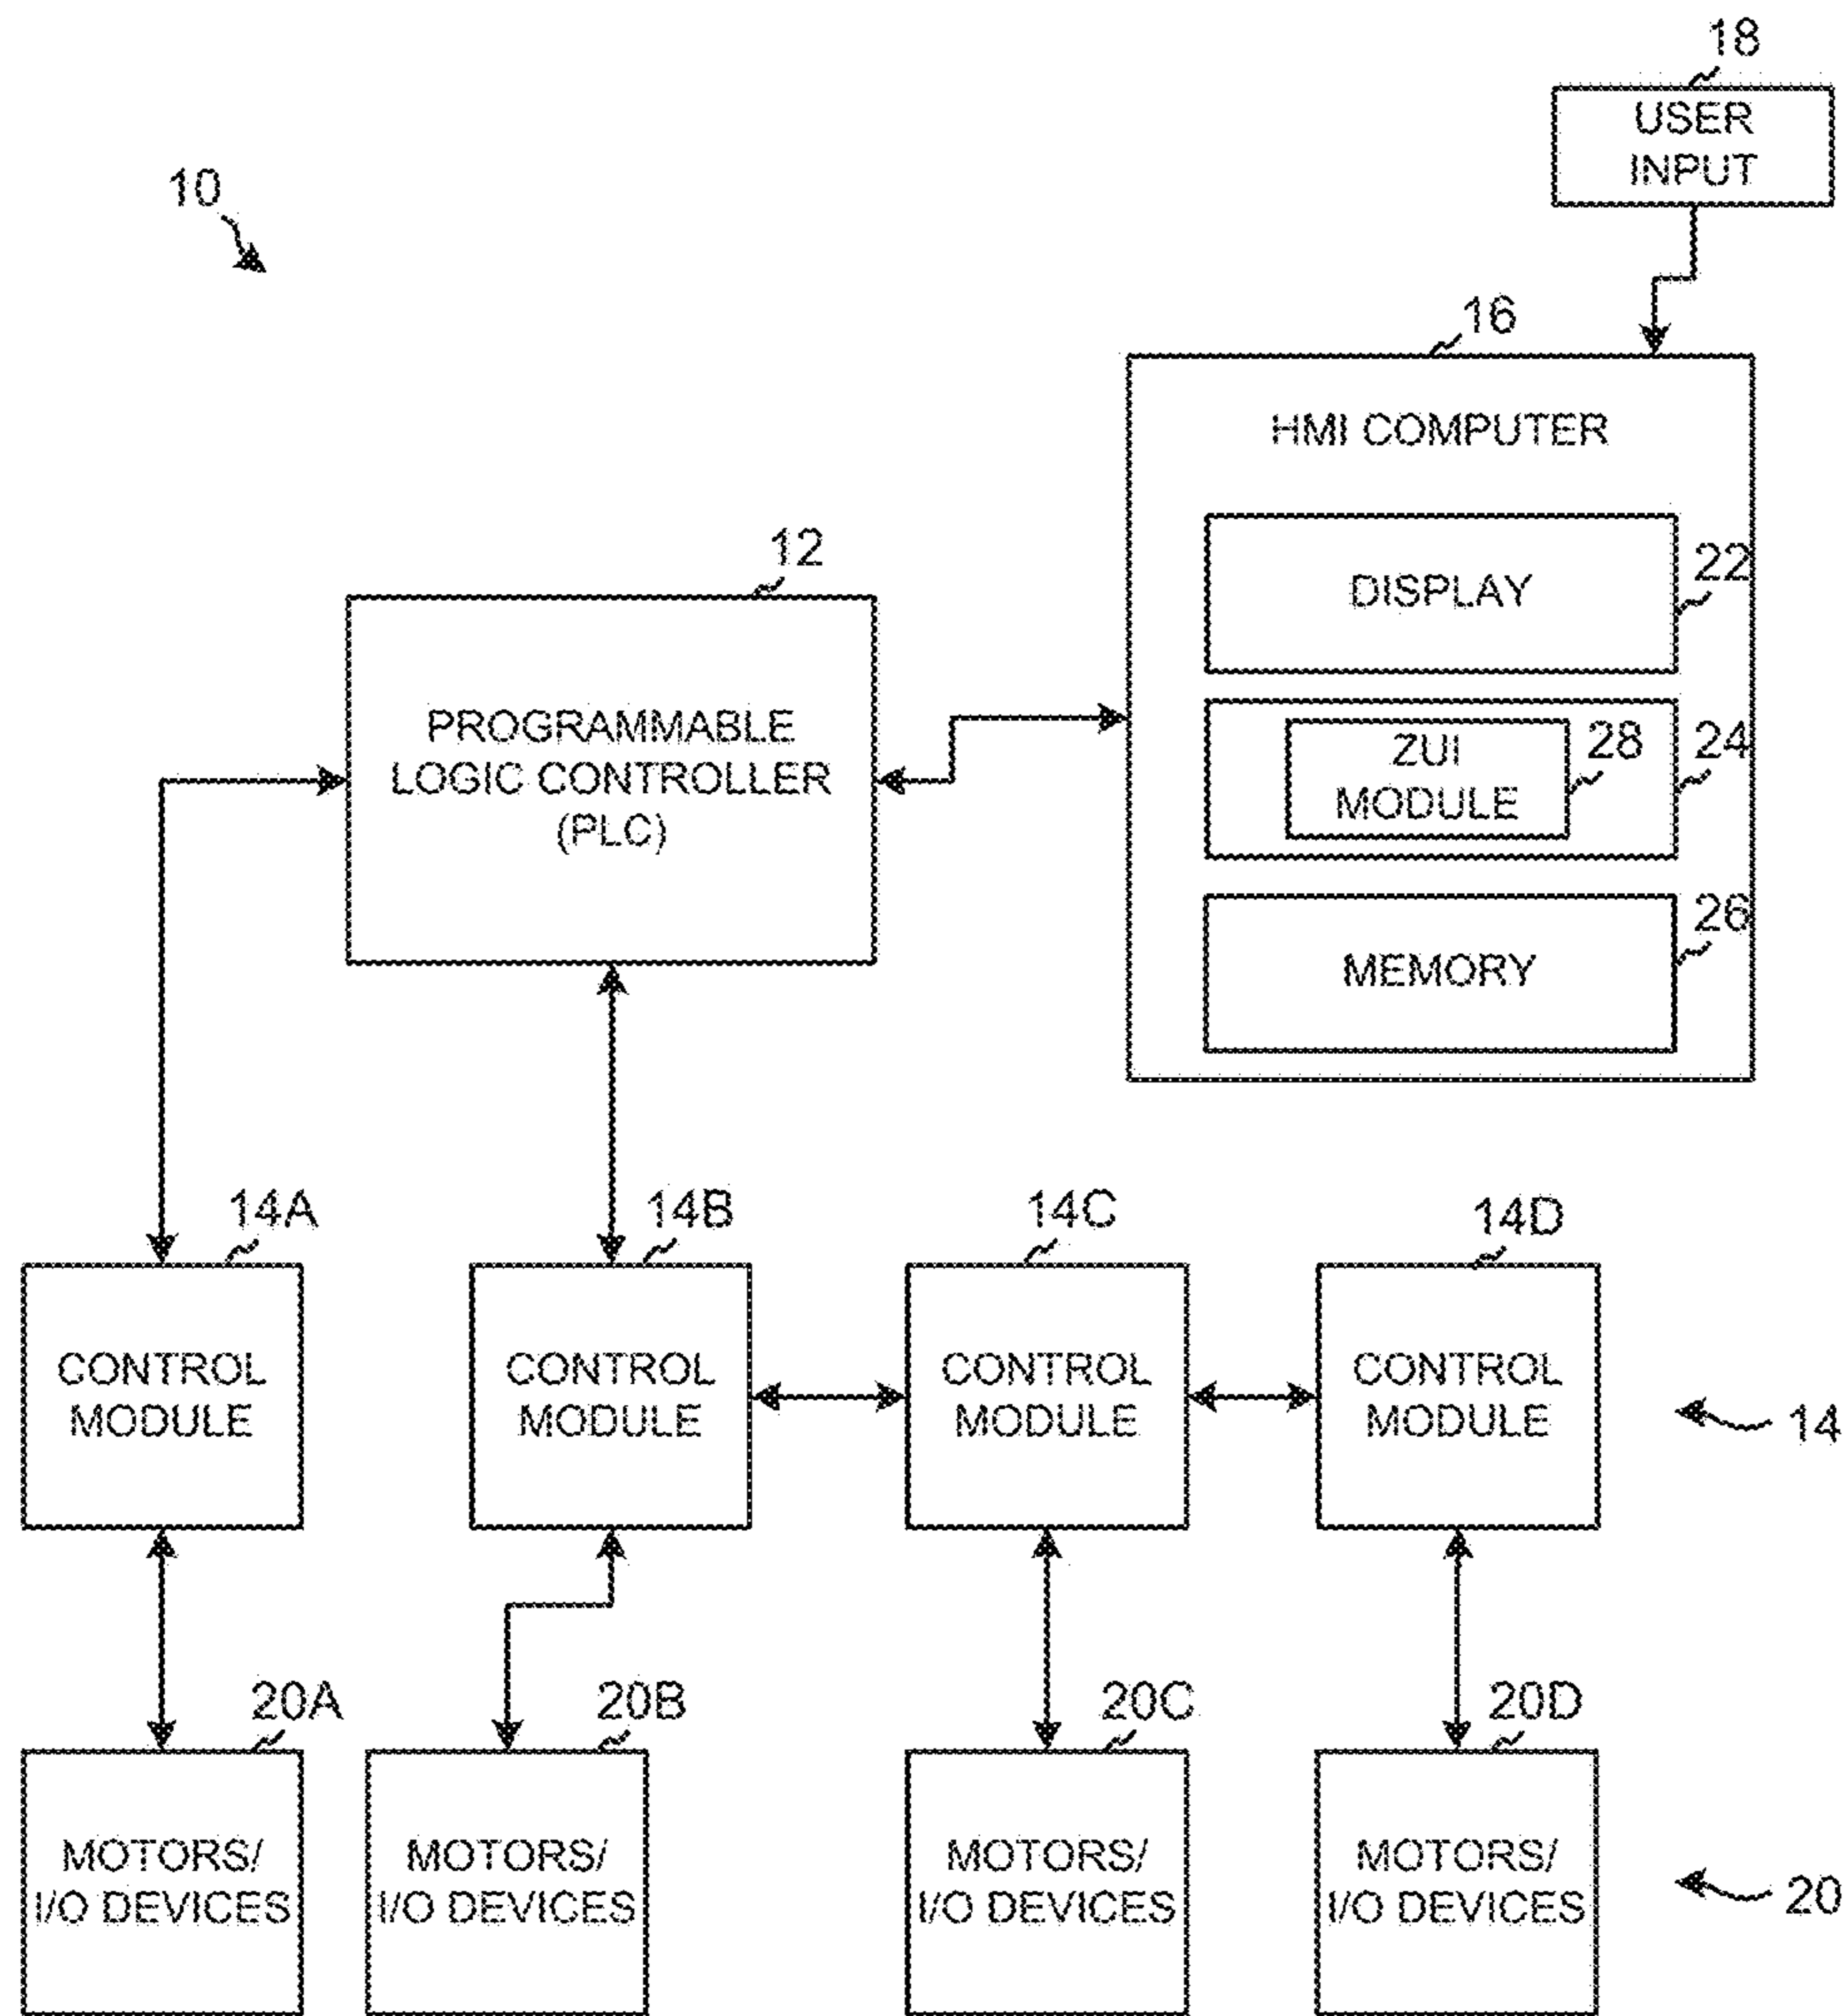 18
USER
INPUT
10
16
HMI COMPUTER
12
DISPLAY
22
PROGRAMMABLE
LOGIC CONTROLLER
(PLC)
ZUI
MODULE
28
24
26
MEMORY
14A
14B
14C
14D
CONTROL
MODULE
CONTROL
MODULE
CONTROL
MODULE
CONTROL
MODULE
14
20A
20B
20C
20D
MOTORS/
I/O DEVICES
MOTORS/
I/O DEVICES
MOTORS/
I/O DEVICES
MOTORS/
I/O DEVICES
20